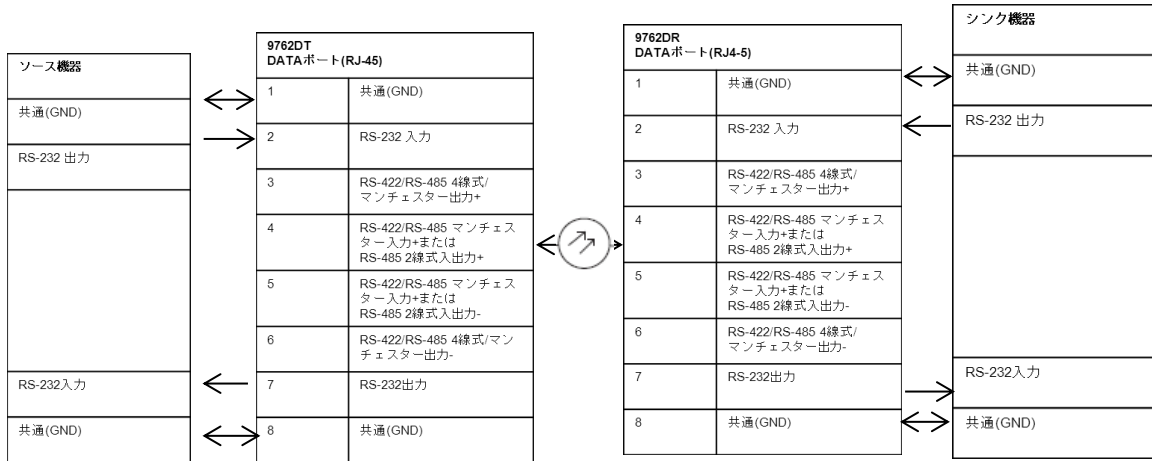 ソース機器
共通(GND)
RS-232 出力
RS-232入力
共通(GND)
9762DT
DATAポート(RJ-45)
1 共通(GND)
2 RS-232 入力
3 RS-422/RS-485 4線式/
マンチェスター出力+
4 RS-422/RS-485 マンチェス
ター入力+または
RS-485 2線式入出力+
5 RS-422/RS-485 マンチェス
ター入力+または
RS-485 2線式入出力-
6 RS-422/RS-485 4線式/マン
チェスター出力-
7 RS-232出力
8 共通(GND)
9762DR
DATAポート(RJ4-5)
1 共通(GND)
2 RS-232 入力
3 RS-422/RS-485 4線式/
マンチェスター出力+
4 RS-422/RS-485 マンチェス
ター入力+または
RS-485 2線式入出力+
5 RS-422/RS-485 マンチェス
ター入力+または
RS-485 2線式入出力-
6 RS-422/RS-485 4線式/
マンチェスター出力-
7 RS-232出力
8 共通(GND)
シンク機器
共通(GND)
RS-232 出力
RS-232入力
共通(GND)